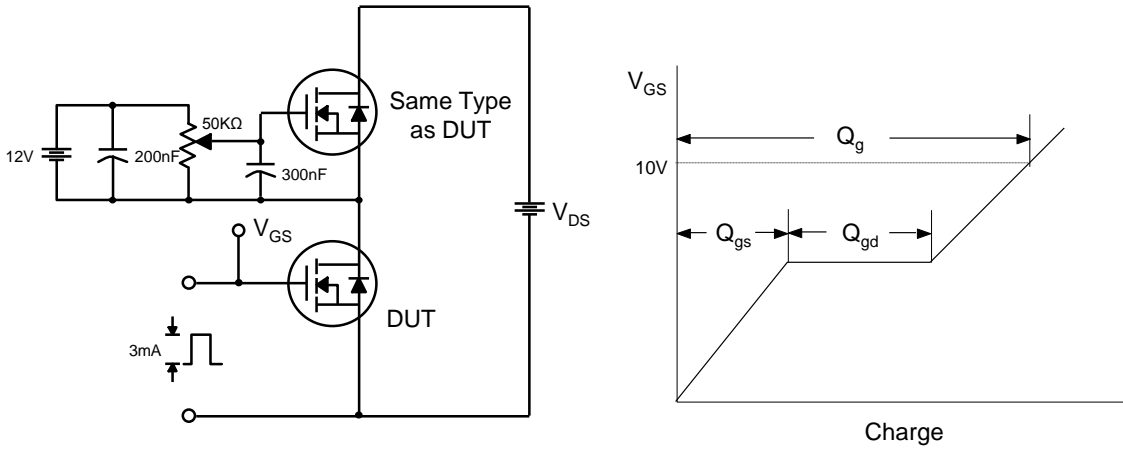 Same Type
as DUT
50KΩ
12V
200nF
300nF
V_GS
V_DS
DUT
3mA
V_GS
Q_g
10V
Q_gs
Q_gd
Charge